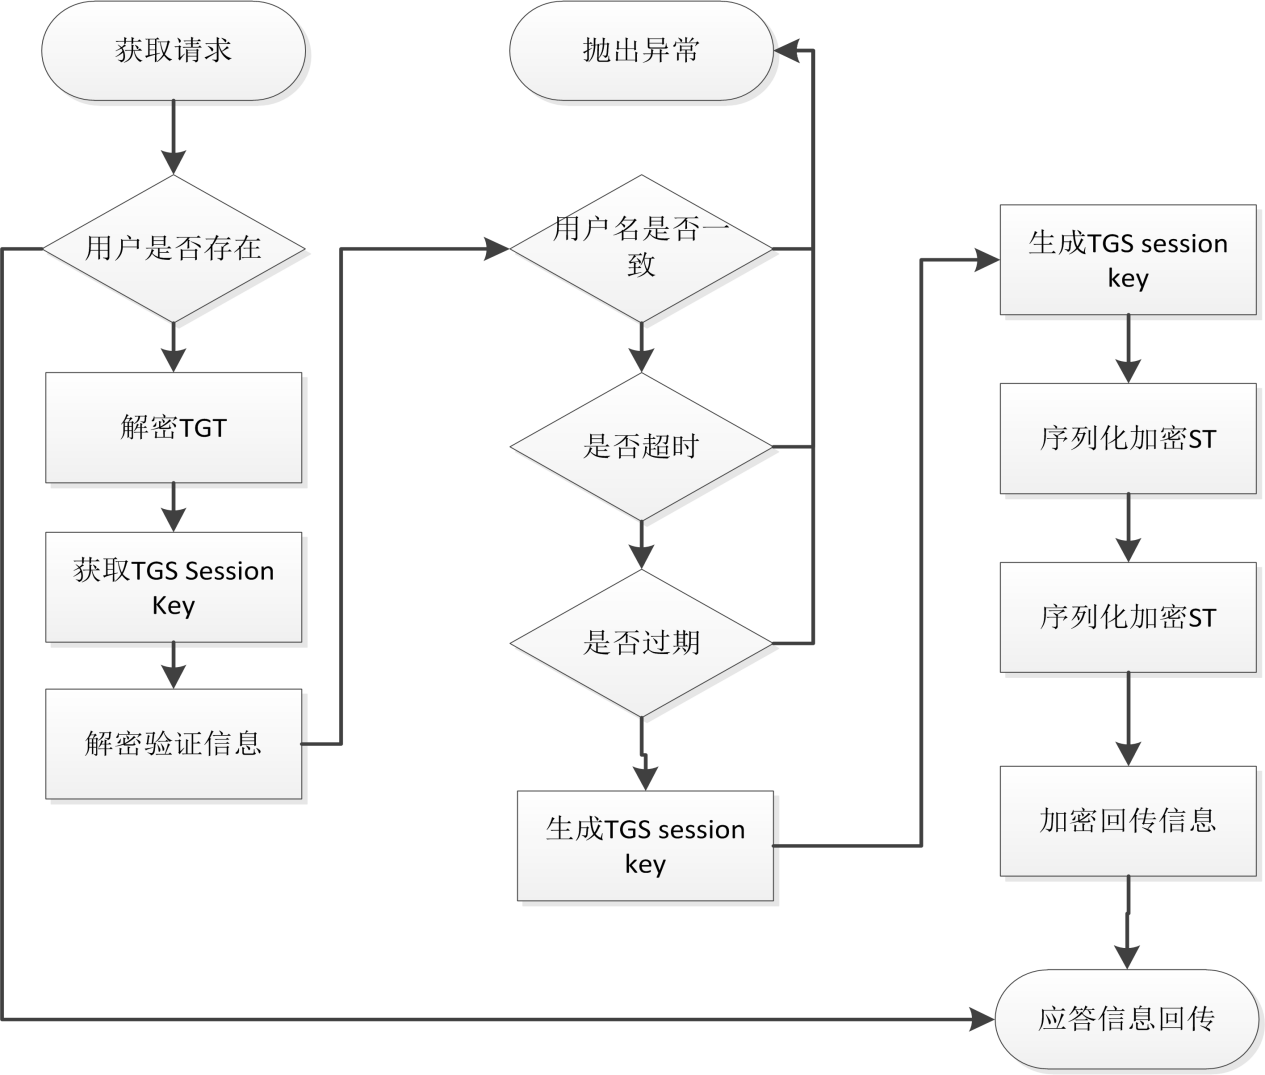 获取请求
用户是否存在
解密TGT
获取TGS Session
Key
解密验证信息
抛出异常
用户名是否一
致
是否超时
是否过期
生成TGS session
key
生成TGS session
key
序列化加密ST
序列化加密ST
加密回传信息
应答信息回传